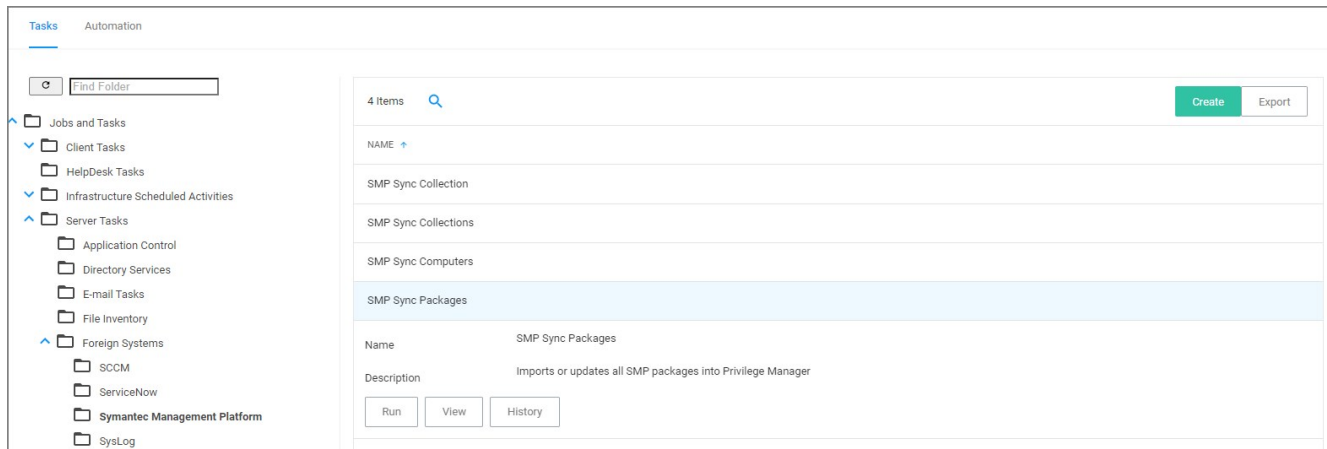 Tasks Automation
Find Folder
Jobs and Tasks
Client Tasks
HelpDesk Tasks
Infrastructure Scheduled Activities
Server Tasks
Application Control
Directory Services
E-mail Tasks
File Inventory
Foreign Systems
SCCM
ServiceNow
Symantec Management Platform
SysLog
4 Items Create Export
NAME
SMP Sync Collection
SMP Sync Collections
SMP Sync Computers
SMP Sync Packages
Name SMP Sync Packages
Description Imports or updates all SMP packages into Privilege Manager
Run View History